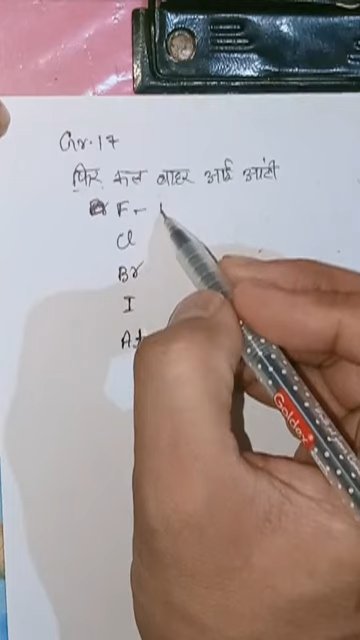 Gr. 17
फिर कल बाहर आई आंटी
F -
Cl
Br
I
At
Goldex